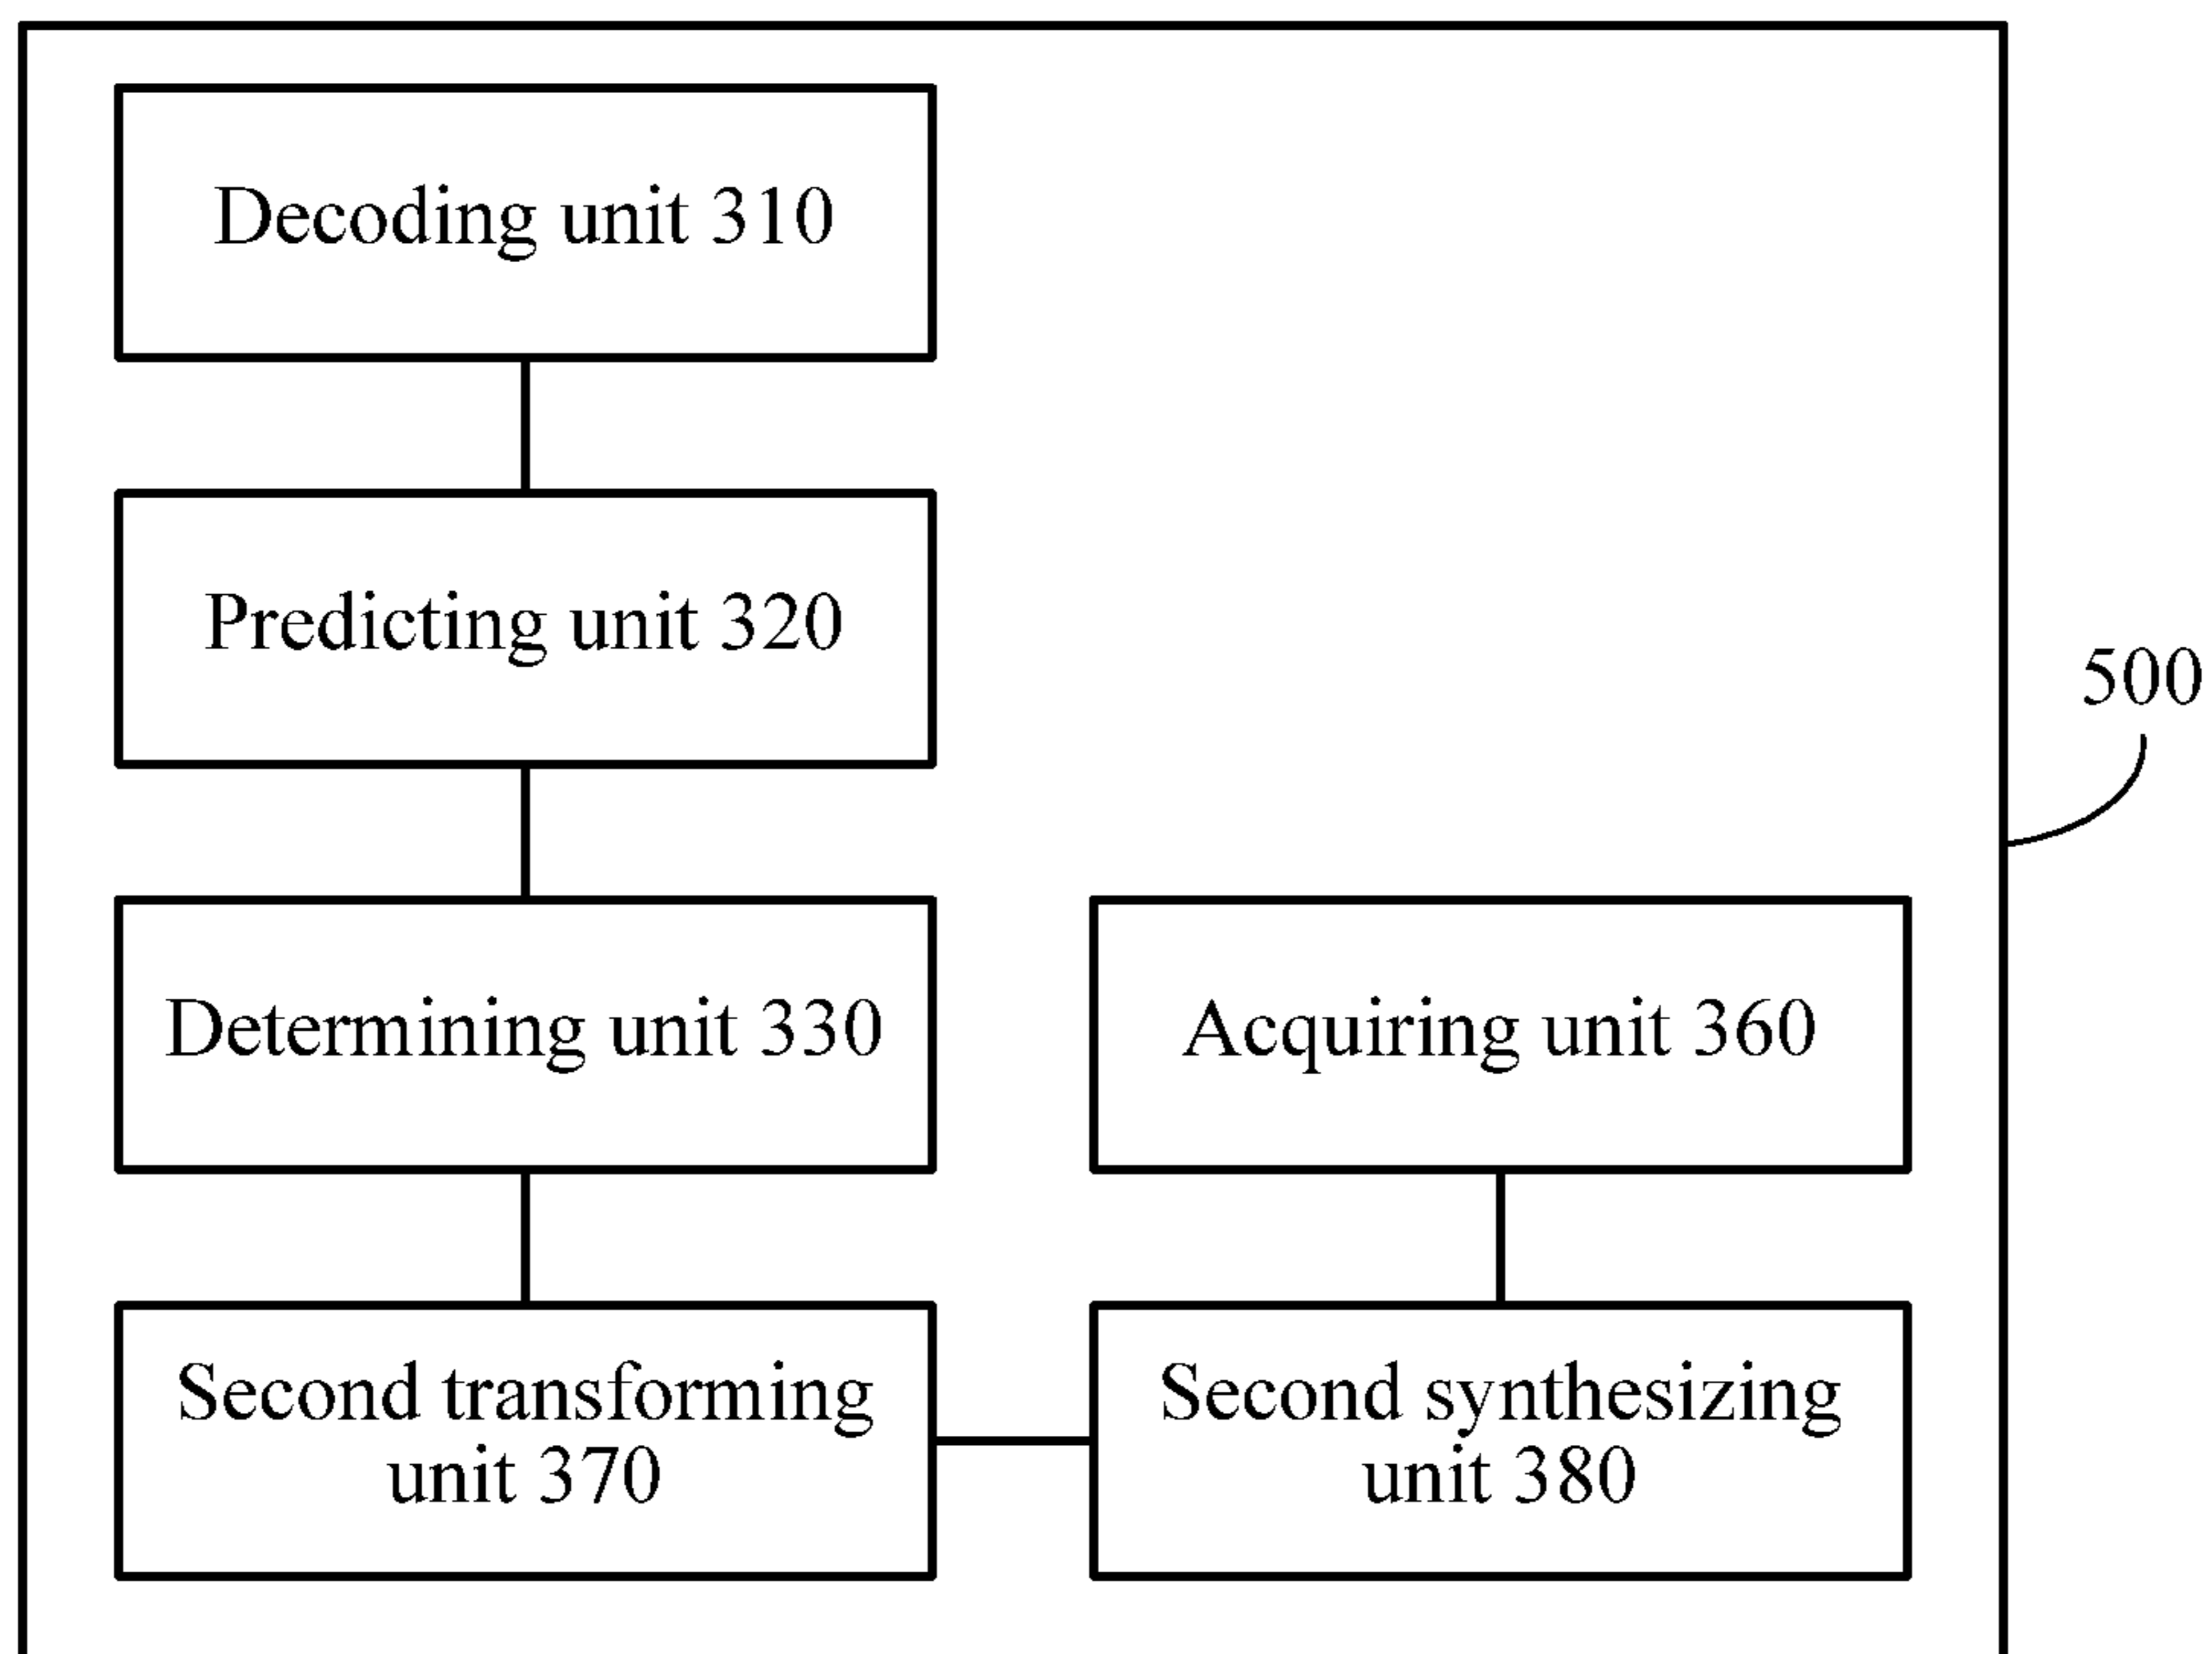 Decoding unit 310
Predicting unit 320
500
Determining unit 330
Acquiring unit 360
Second transforming
unit 370
Second synthesizing
unit 380